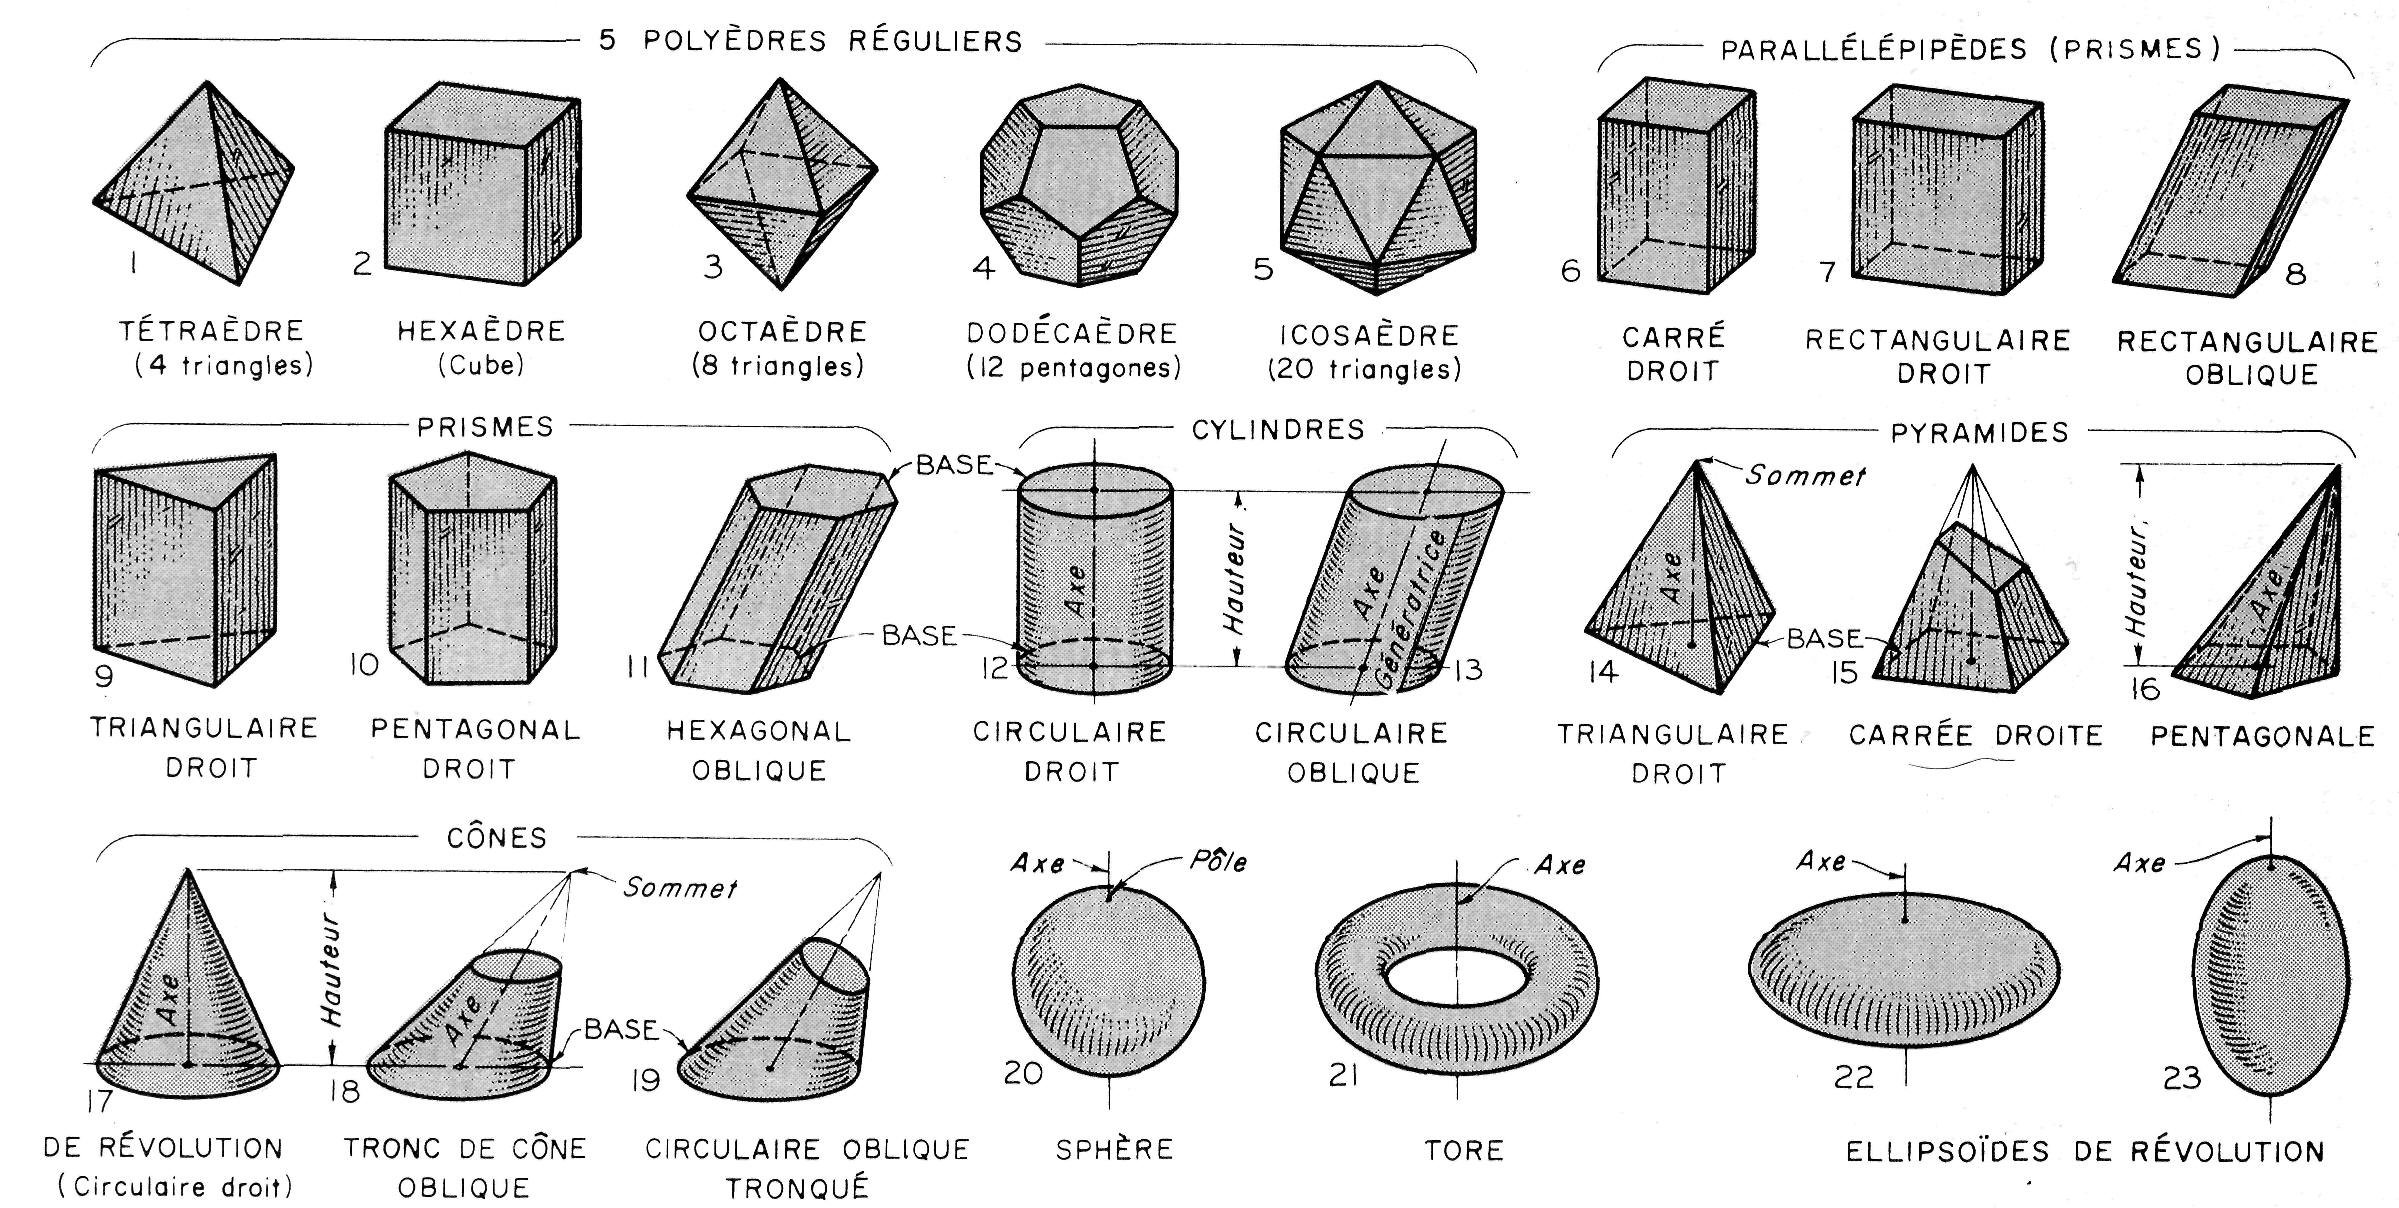 5 POLYÈDRES RÉGULIERS
PARALLÉLÉPIPÈDES (PRISMES)
1
2
3
4
5
6
7
8
TÉTRAÈDRE
(4 triangles)
HEXAÈDRE
(Cube)
OCTAÈDRE
(8 triangles)
DODÉCAÈDRE
(12 pentagones)
ICOSAÈDRE
(20 triangles)
CARRÉ
DROIT
RECTANGULAIRE
DROIT
RECTANGULAIRE
OBLIQUE
PRISMES
CYLINDRES
PYRAMIDES
BASE
Sommet
Axe
Hauteur
Axe
Génératrice
Axe
Hauteur
Axe
BASE
BASE
9
10
11
12
13
14
15
16
TRIANGULAIRE
DROIT
PENTAGONAL
DROIT
HEXAGONAL
OBLIQUE
CIRCULAIRE
DROIT
CIRCULAIRE
OBLIQUE
TRIANGULAIRE
DROIT
CARRÉE DROITE
PENTAGONALE
CÔNES
Sommet
Axe
Hauteur
Axe
BASE
Axe
Pôle
Axe
Axe
Axe
17
18
19
20
21
22
23
DE RÉVOLUTION
(Circulaire droit)
TRONC DE CÔNE
OBLIQUE
CIRCULAIRE OBLIQUE
TRONQUÉ
SPHÈRE
TORE
ELLIPSOÏDES DE RÉVOLUTION